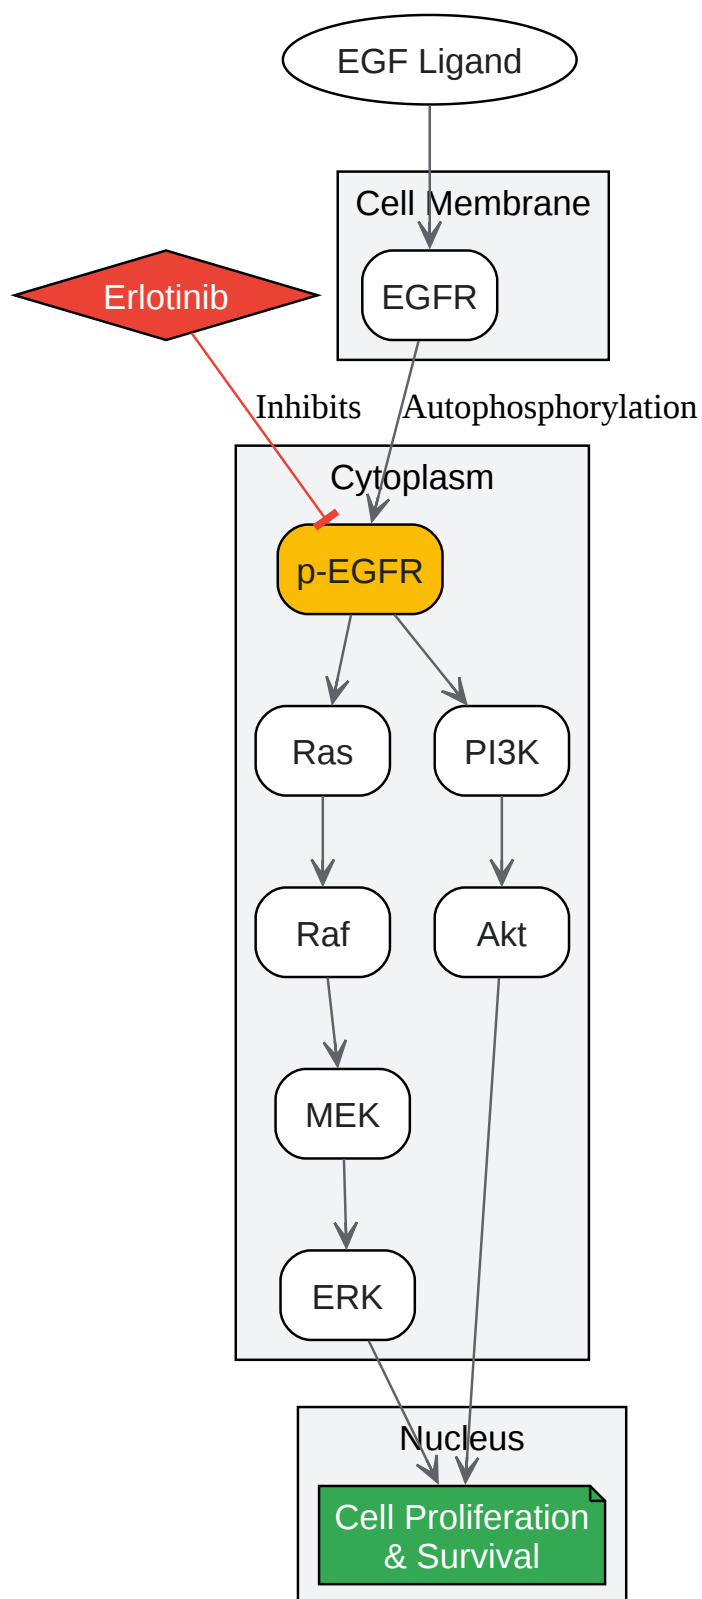 EGF Ligand
Cell Membrane
Erlotinib
EGFR
Inhibits
Autophosphorylation
Cytoplasm
p-EGFR
Ras
PI3K
Raf
Akt
MEK
ERK
Nucleus
Cell Proliferation
& Survival